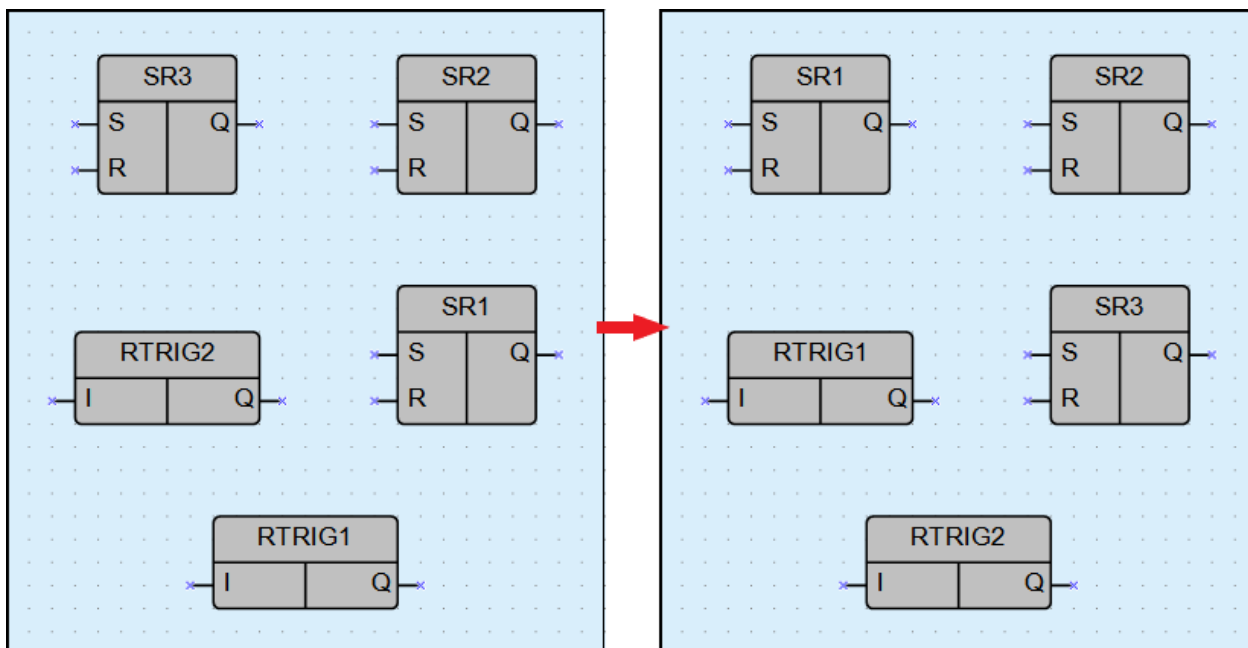 SR3
S Q
R
SR2
S Q
R
RTRIG2
I Q
SR1
S Q
R
RTRIG1
I Q
SR1
S Q
R
SR2
S Q
R
RTRIG1
I Q
SR3
S Q
R
RTRIG2
I Q